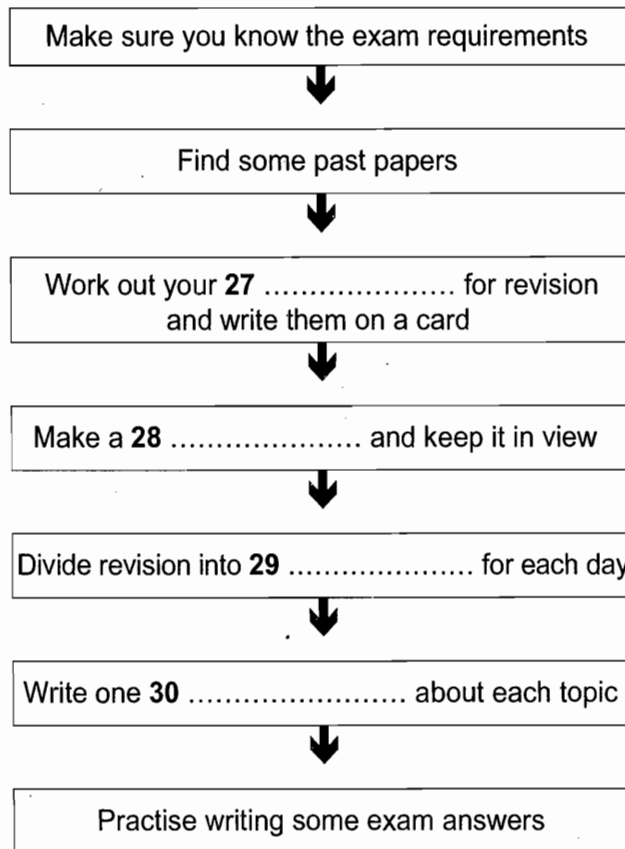 Make sure you know the exam requirements
Find some past papers
Work out your 27 ...................... for revision
and write them on a card
Make a 28 ...................... and keep it in view
Divide revision into 29 ...................... for each day
Write one 30 ......................... about each topic
Practise writing some exam answers